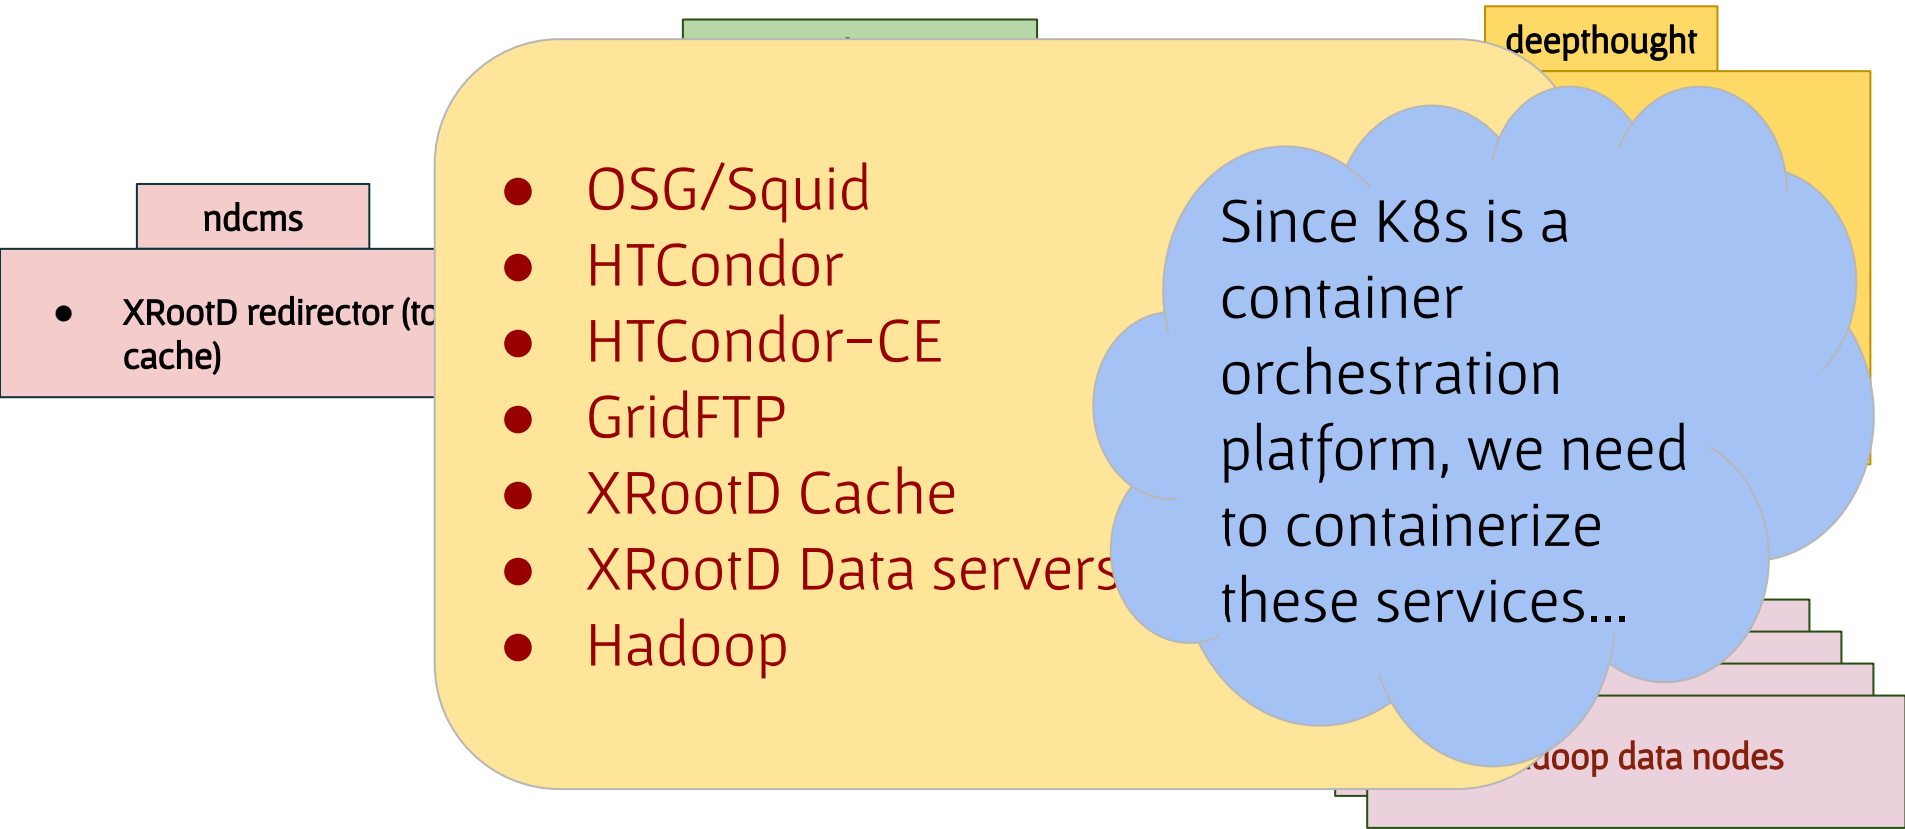 deepthought
ndcms
● XRootD redirector (to
cache)
● OSG/Squid
● HTCondor
● HTCondor-CE
● GridFTP
● XRootD Cache
● XRootD Data servers
● Hadoop
Since K8s is a
container
orchestration
platform, we need
to containerize
these services...
data nodes